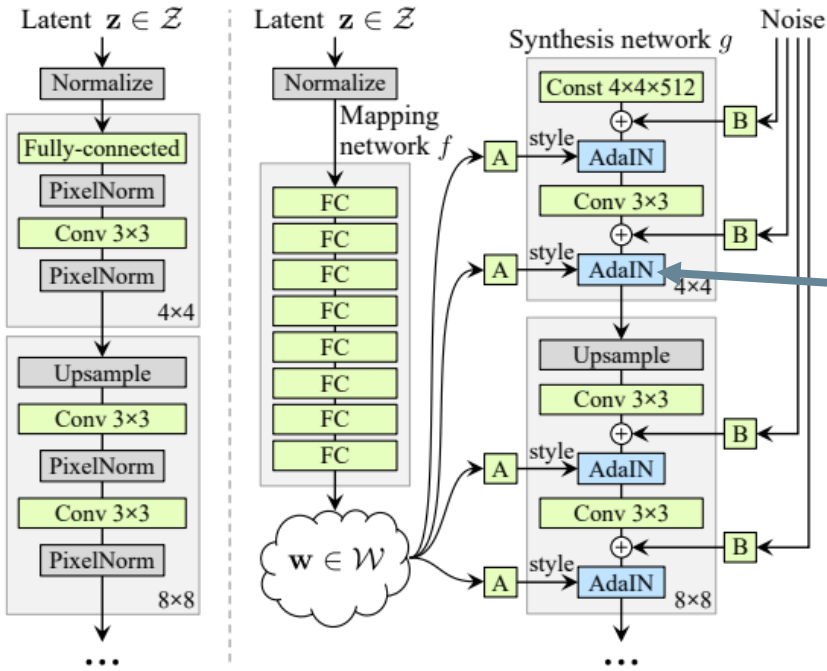 Latent z ∈ Z
Normalize
Fully-connected
PixelNorm
Conv 3×3
PixelNorm
4×4
Upsample
Conv 3×3
PixelNorm
Conv 3×3
PixelNorm
8×8
...
Latent z ∈ Z
Normalize
Mapping
network f
FC
FC
FC
FC
FC
FC
FC
FC
w ∈ W
A
A
A
A
style
style
style
style
Synthesis network g
Const 4×4×512
+
AdaIN
Conv 3×3
+
AdaIN
4×4
Upsample
Conv 3×3
+
AdaIN
Conv 3×3
+
AdaIN
8×8
...
Noise
B
B
B
B